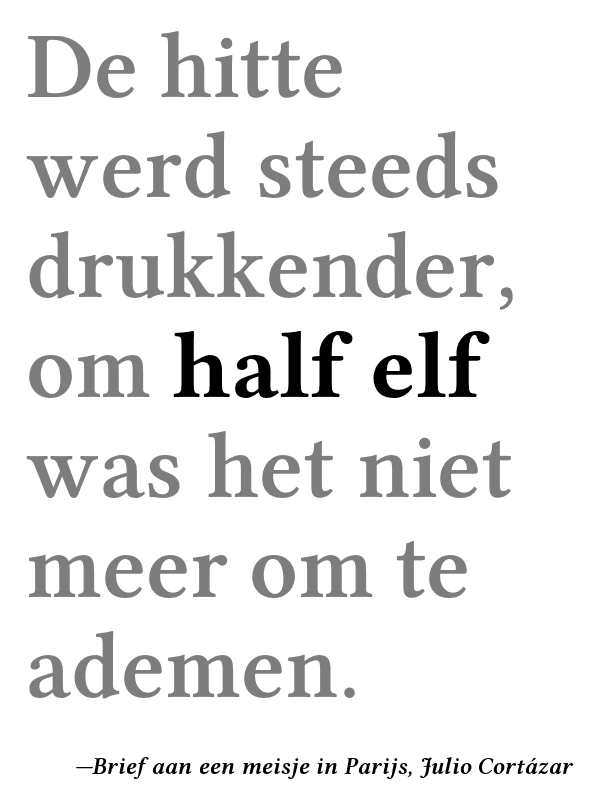 De hitte
werd steeds
drukkender,
om half elf
was het niet
meer om te
ademen.
—Brief aan een meisje in Parijs, Julio Cortázar